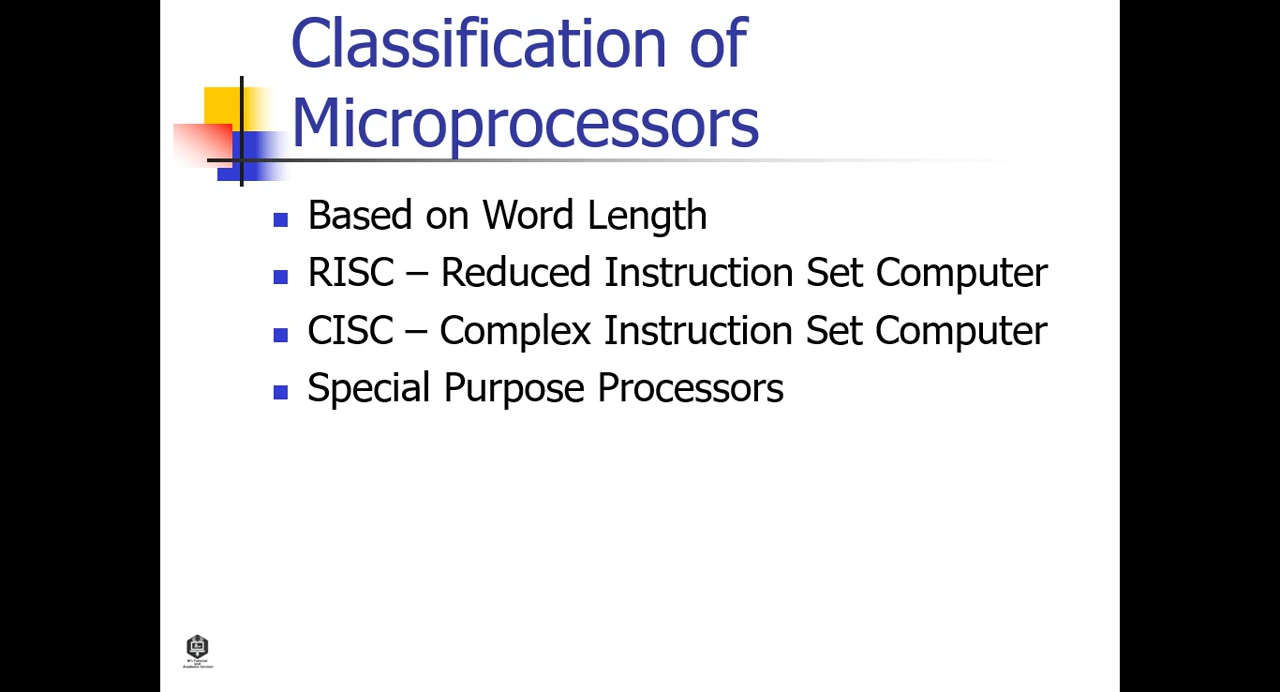 Classification of
Microprocessors
Based on Word Length
RISC – Reduced Instruction Set Computer
CISC – Complex Instruction Set Computer
Special Purpose Processors